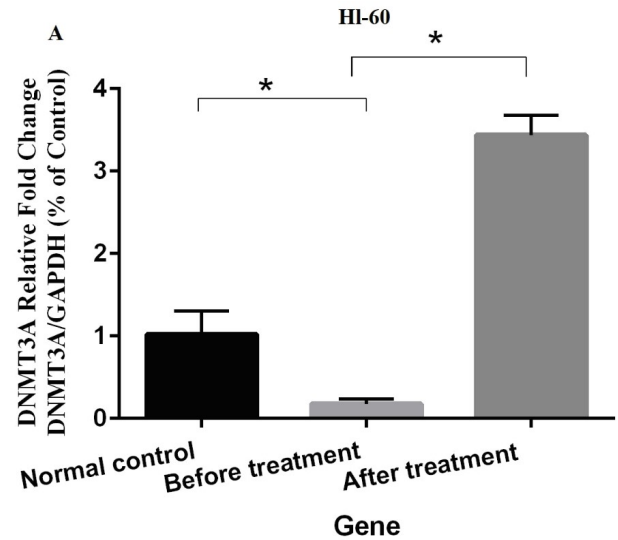 Hl-60
A
*
*
DNMT3A Relative Fold Change
DNMT3A/GAPDH (% of Control)
4
3
2
1
0
Normal control
Before treatment
After treatment
Gene